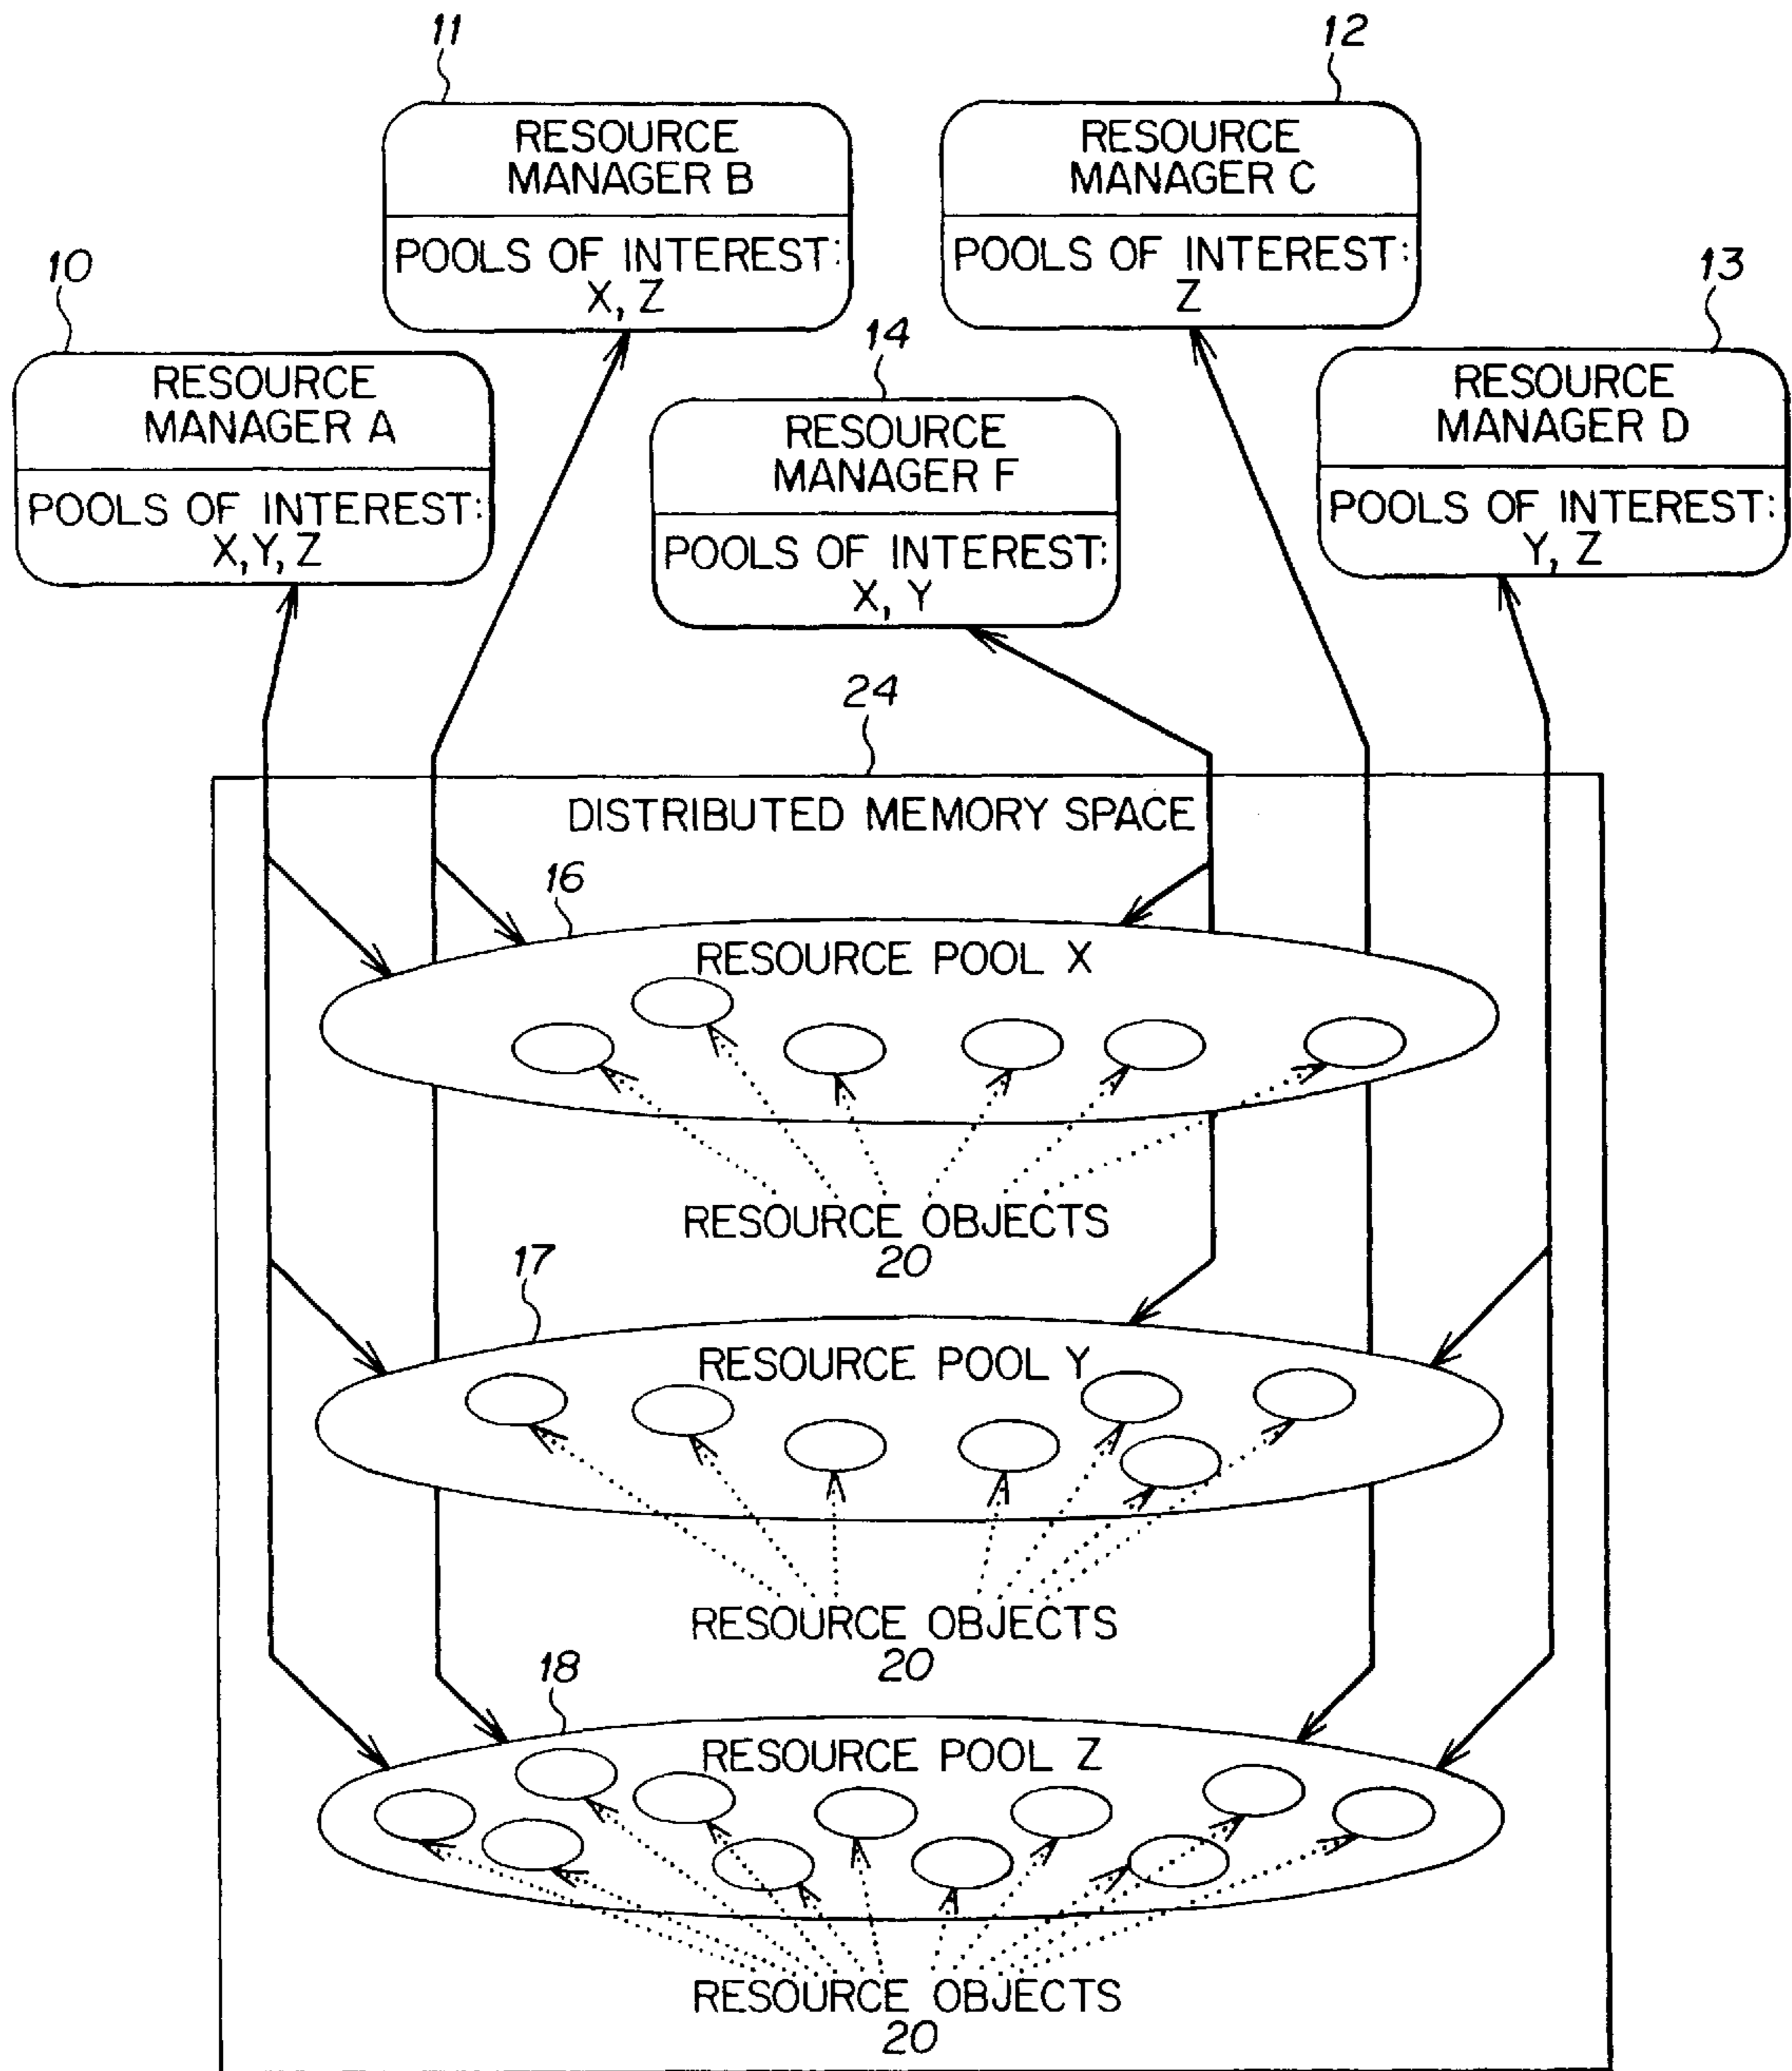 11
12
RESOURCE
MANAGER B
POOLS OF INTEREST:
X, Z
RESOURCE
MANAGER C
POOLS OF INTEREST:
Z
10
13
14
RESOURCE
MANAGER A
POOLS OF INTEREST:
X, Y, Z
RESOURCE
MANAGER F
POOLS OF INTEREST:
X, Y
RESOURCE
MANAGER D
POOLS OF INTEREST:
Y, Z
24
DISTRIBUTED MEMORY SPACE
16
RESOURCE POOL X
RESOURCE OBJECTS
20
17
RESOURCE POOL Y
RESOURCE OBJECTS
20
18
RESOURCE POOL Z
RESOURCE OBJECTS
20